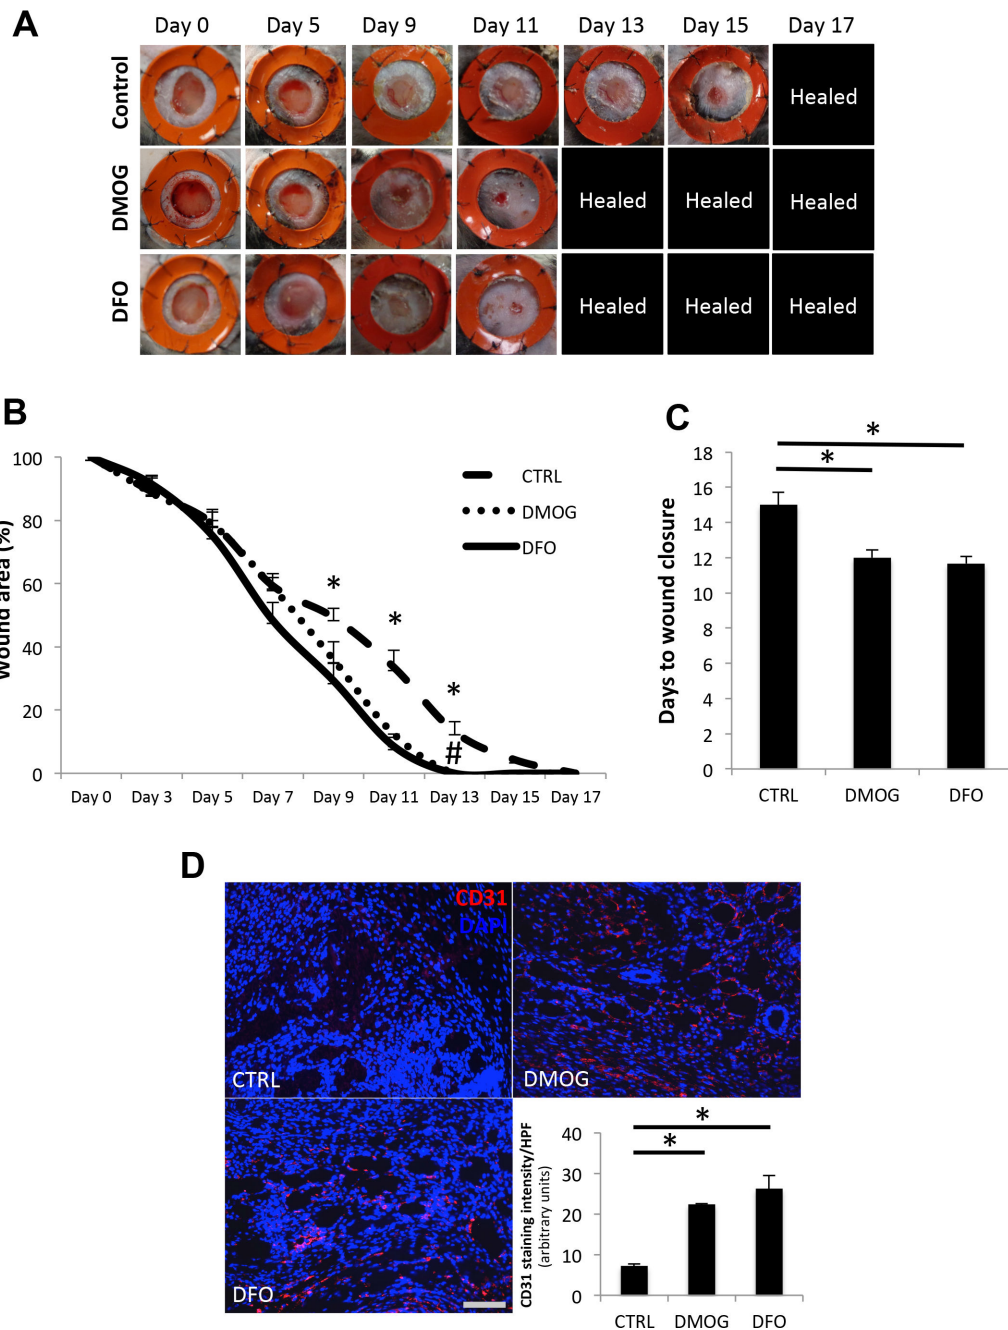 A
Day 0 Day 5 Day 9 Day 11 Day 13 Day 15 Day 17
Control
Healed
DMOG
Healed Healed Healed
DFO
Healed Healed Healed
B
Wound area (%)
100
80
60
40
20
0
CTRL
DMOG
DFO
*
*
*
#
Day 0 Day 3 Day 5 Day 7 Day 9 Day 11 Day 13 Day 15 Day 17
C
Days to wound closure
18
16
14
12
10
8
6
4
2
0
*
*
CTRL DMOG DFO
D
CD31
DAPI
CTRL
DMOG
DFO
CD31 staining intensity/HPF
(arbitrary units)
40
30
20
10
0
*
*
CTRL DMOG DFO